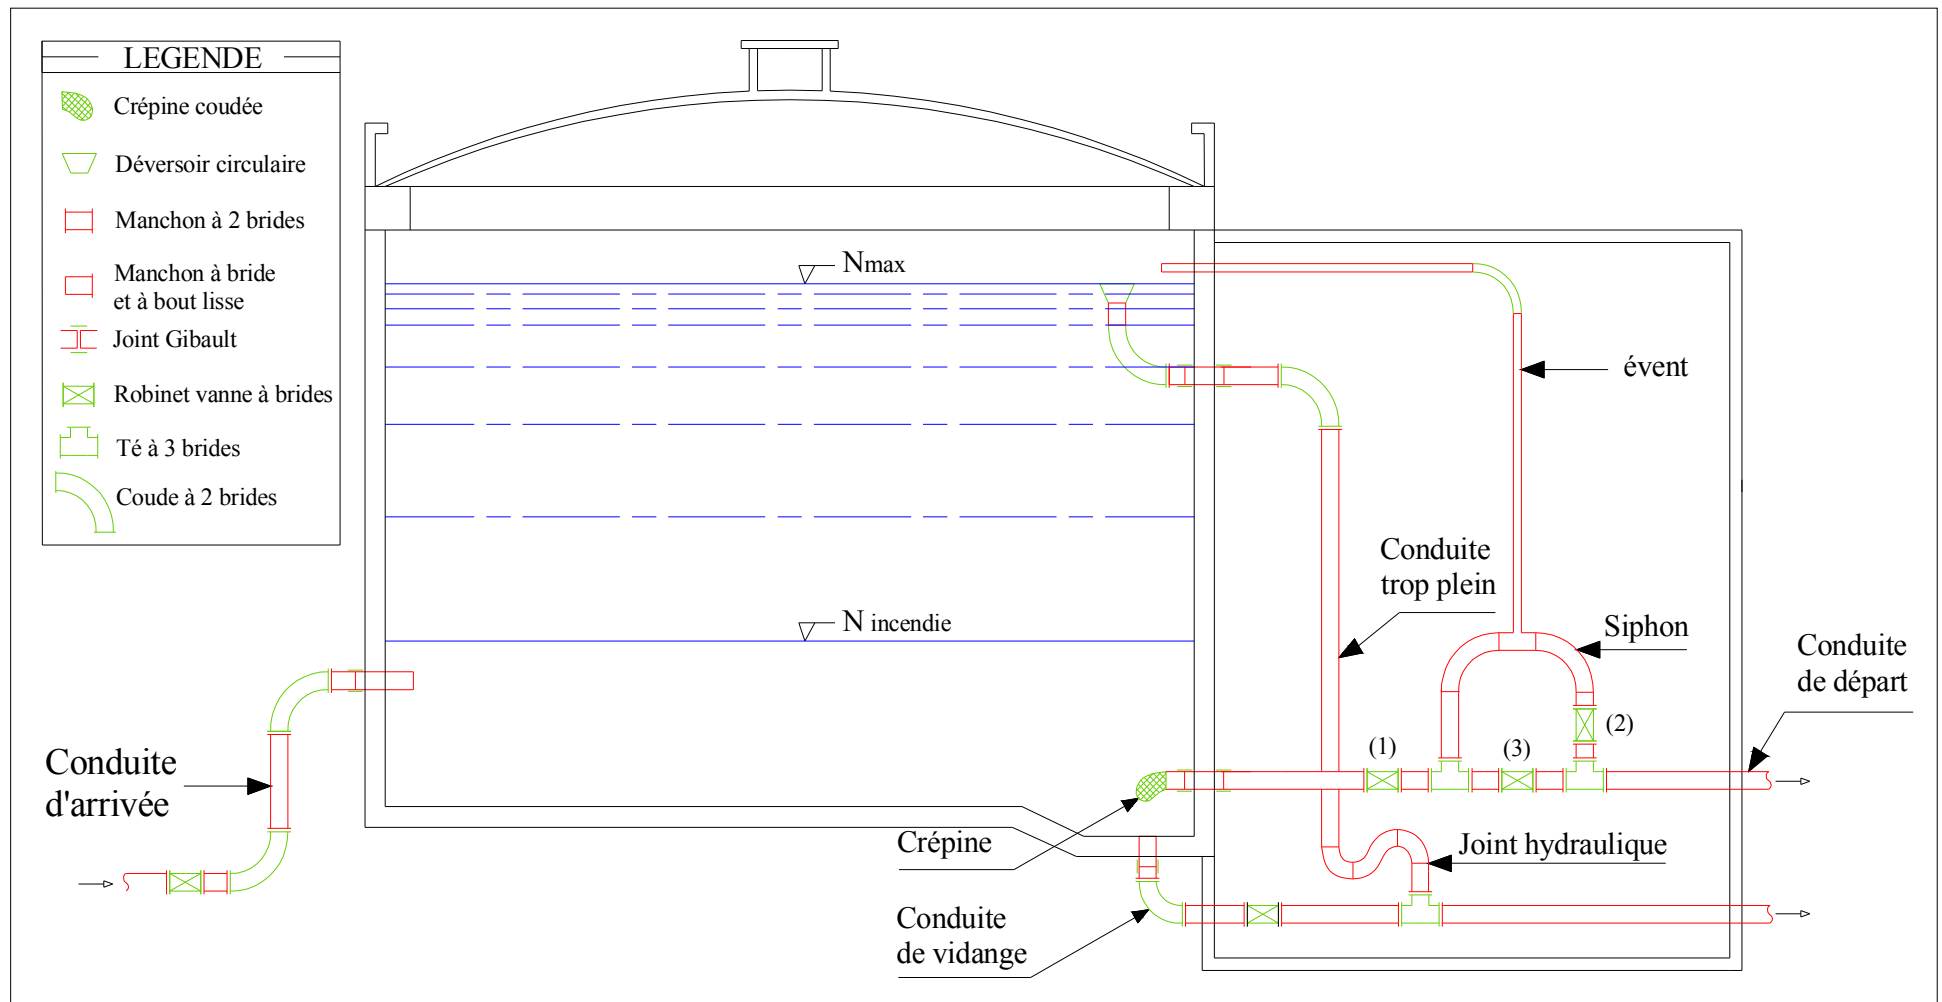 LEGENDE
Crépine coudée
Déversoir circulaire
Manchon à 2 brides
Manchon à bride
et à bout lisse
Joint Gibault
Robinet vanne à brides
Té à 3 brides
Coude à 2 brides
Nmax
N incendie
évent
Conduite
trop plein
Siphon
Conduite
de départ
(1)
(3)
(2)
Conduite
d'arrivée
Crépine
Joint hydraulique
Conduite
de vidange